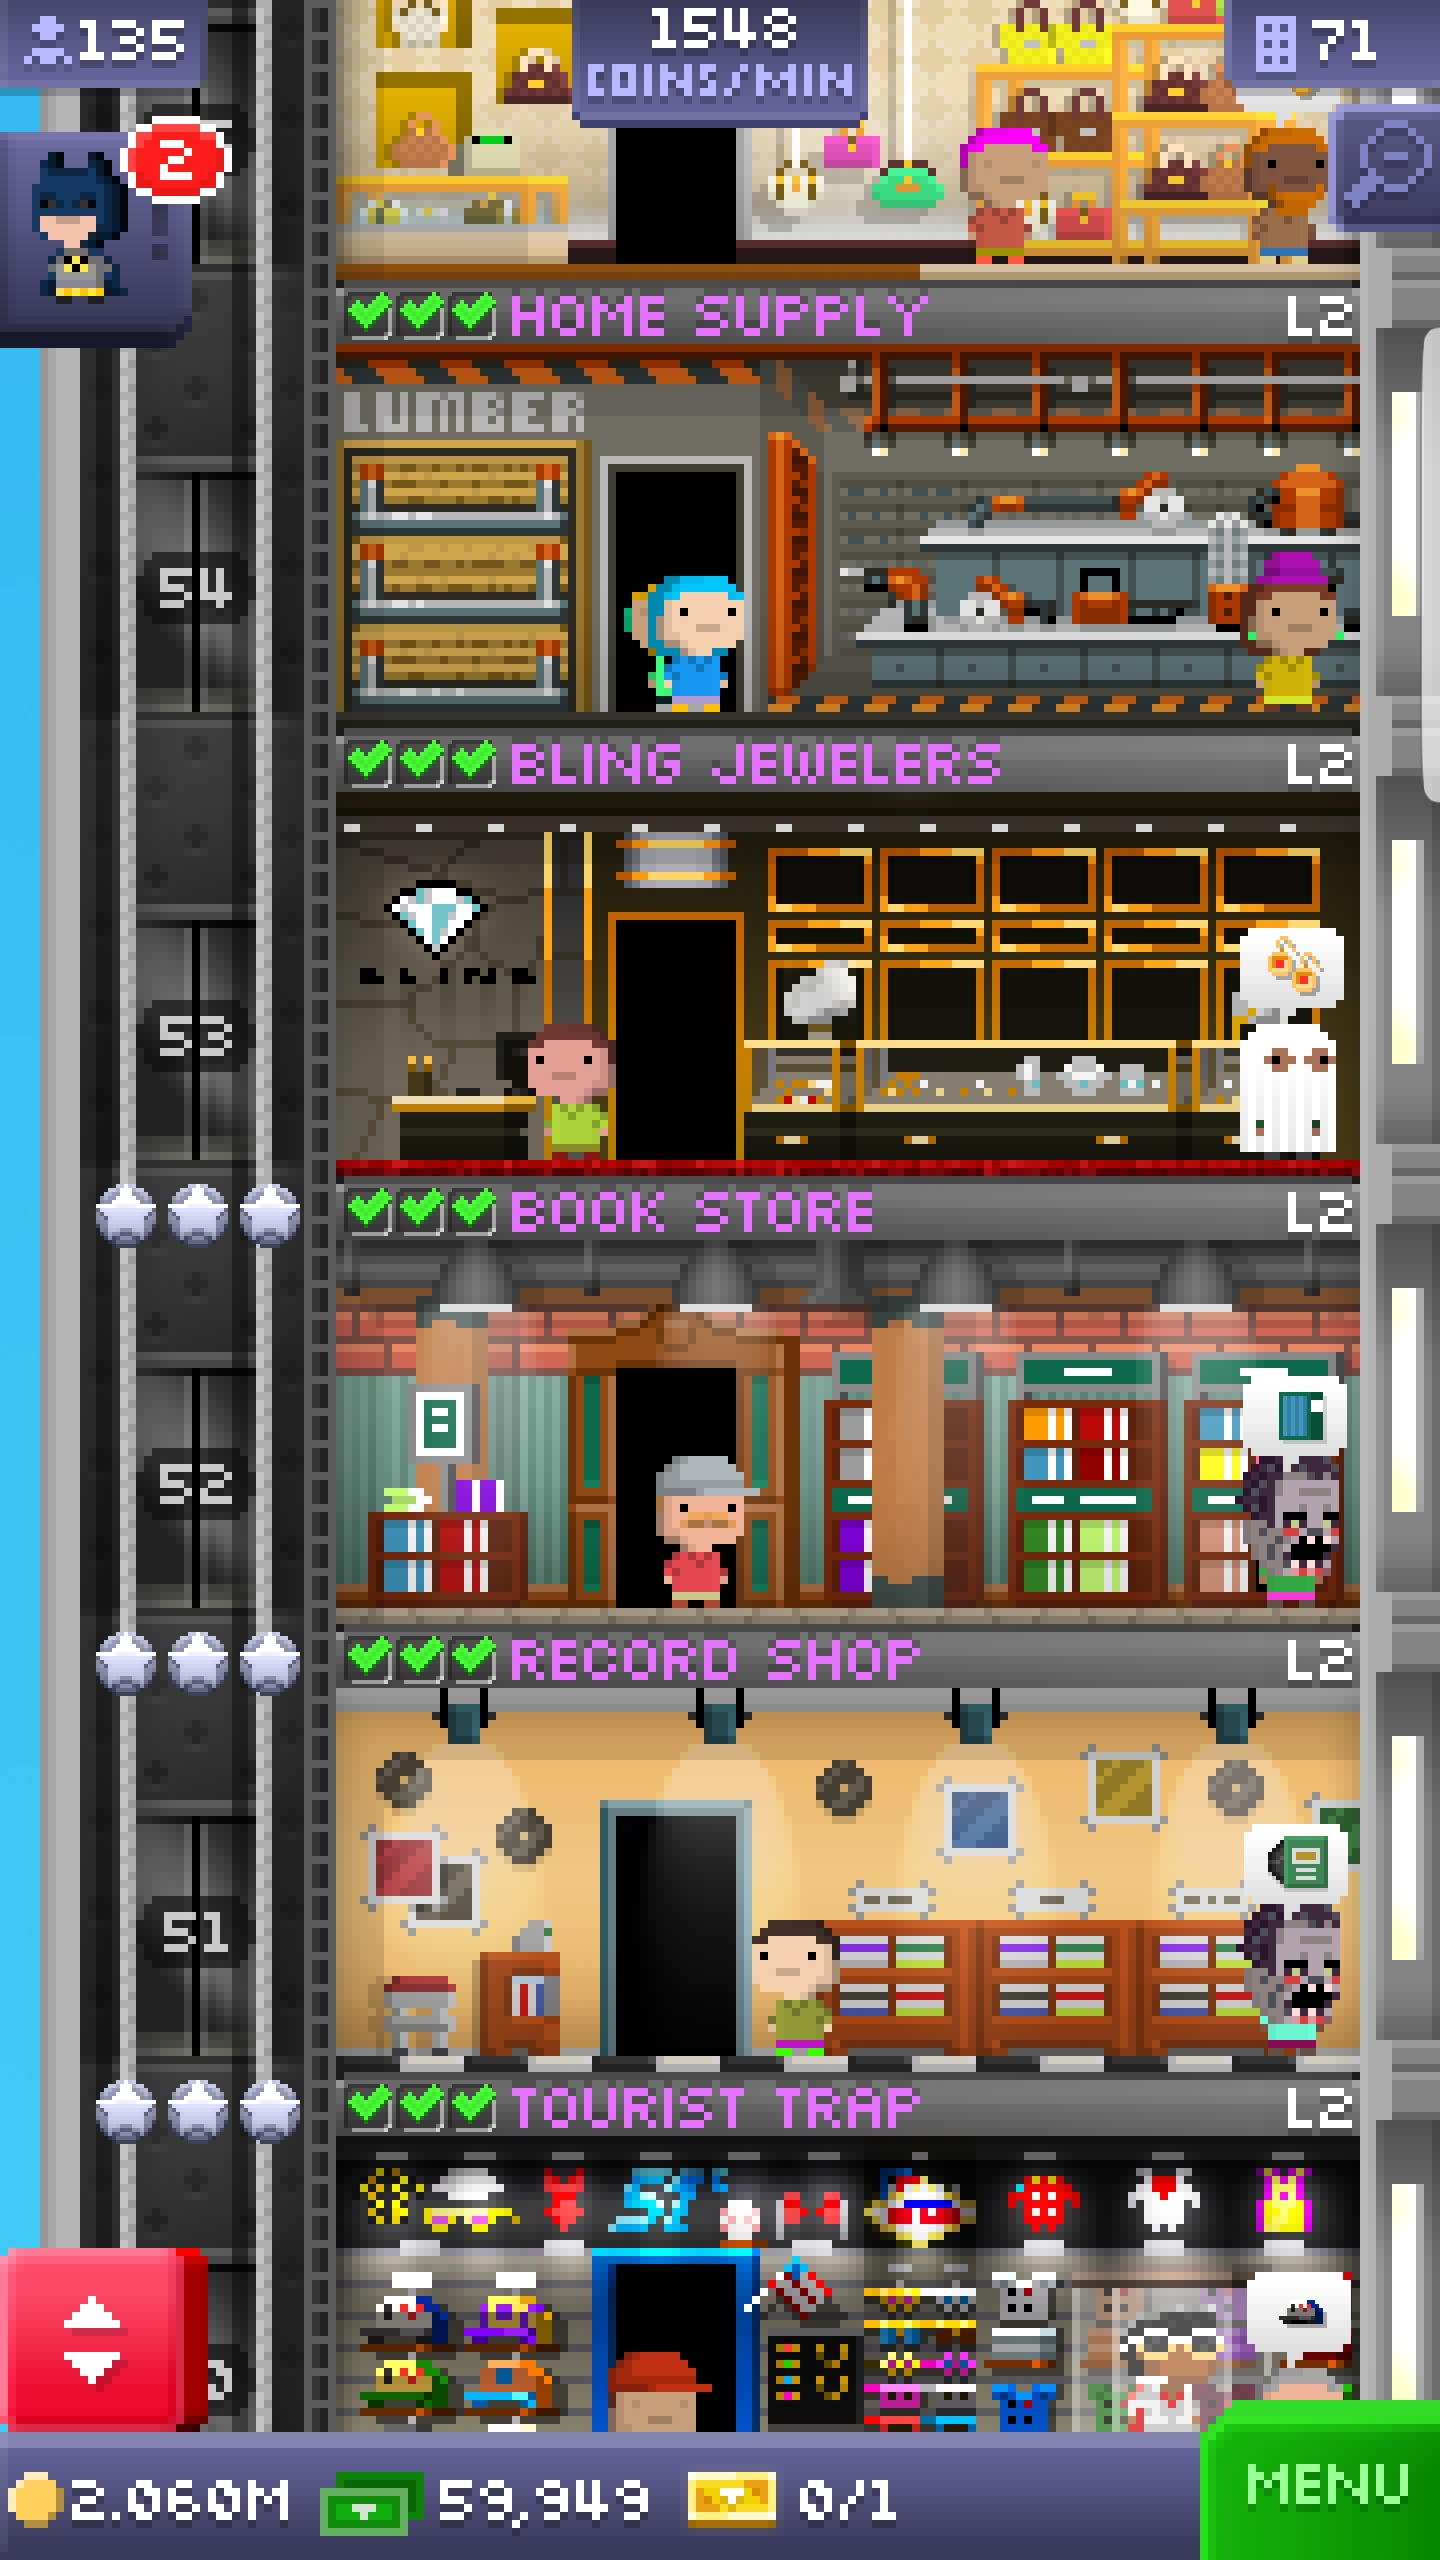 135
1548
COINS/MIN
71
2
HOME SUPPLY
L2
LUMBER
54
BLING JEWELERS
L2
BLING
53
BOOK STORE
L2
52
RECORD SHOP
L2
51
TOURIST TRAP
L2
2.060M
59,949
0/1
MENU